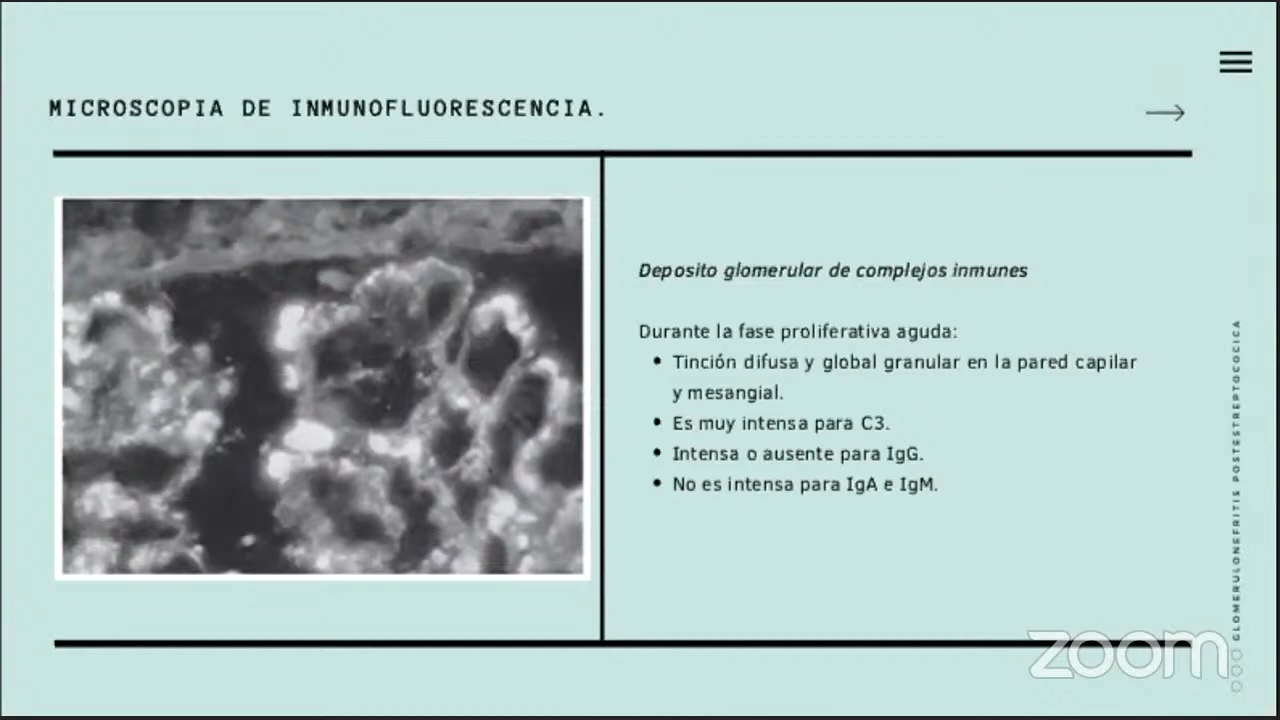 MICROSCOPIA DE INMUNOFLUORESCENCIA.
Deposito glomerular de complejos inmunes
Durante la fase proliferativa aguda:
• Tinción difusa y global granular en la pared capilar
y mesangial.
• Es muy intensa para C3.
• Intensa o ausente para IgG.
• No es intensa para IgA e IgM.
GLOMERULONEFRITIS POSTESTREPTOCOCICA
zoom